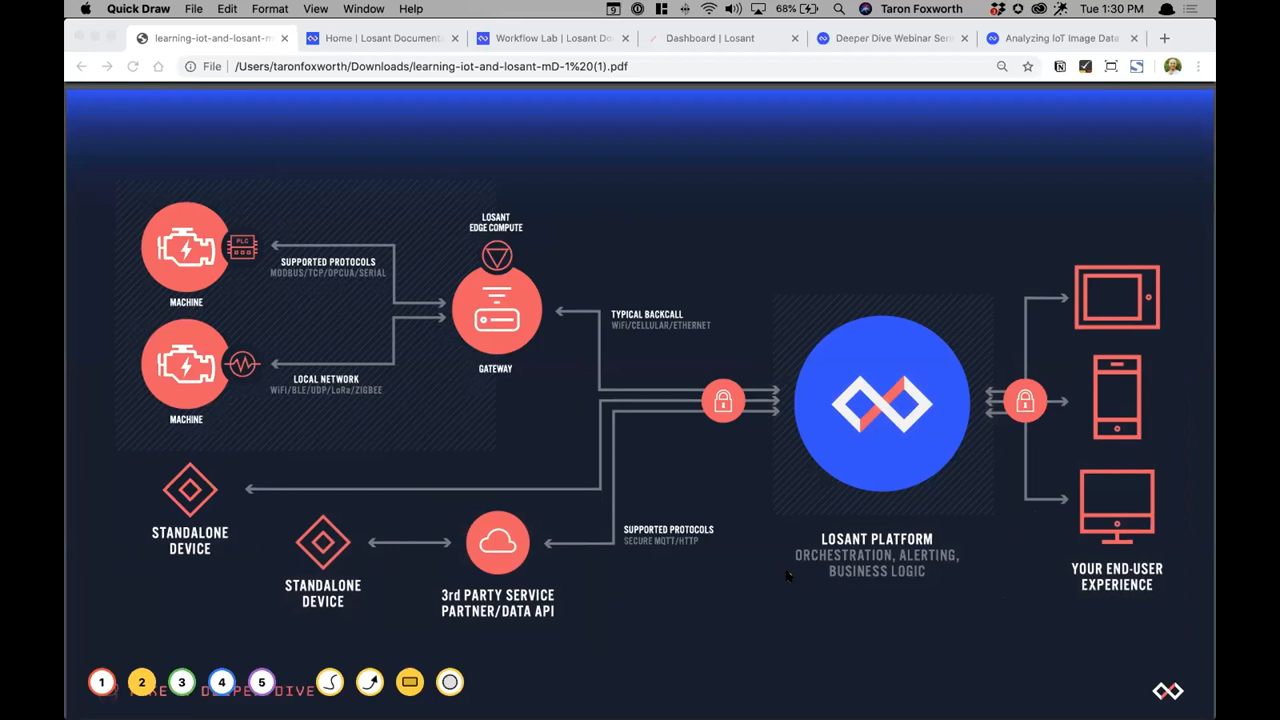 Quick Draw File Edit Format View Window Help 9 68% Taron Foxworth Tue 1:30 PM
learning-iot-and-losant-m Home | Losant Documenta Workflow Lab | Losant Do Dashboard | Losant Deeper Dive Webinar Seri Analyzing IoT Image Data
File /Users/taronfoxworth/Downloads/learning-iot-and-losant-mD-1%20(1).pdf
LOSANT
EDGE COMPUTE
PLC
SUPPORTED PROTOCOLS
MODBUS/TCP/OPCUA/SERIAL
MACHINE
TYPICAL BACKCALL
WiFi/CELLULAR/ETHERNET
GATEWAY
LOCAL NETWORK
WiFi/BLE/UDP/LoRa/ZIGBEE
MACHINE
STANDALONE
DEVICE
STANDALONE
DEVICE
3rd PARTY SERVICE
PARTNER/DATA API
SUPPORTED PROTOCOLS
SECURE MQTT/HTTP
LOSANT PLATFORM
ORCHESTRATION, ALERTING,
BUSINESS LOGIC
YOUR END-USER
EXPERIENCE
1 2 3 4 5
DEEPER DIVE